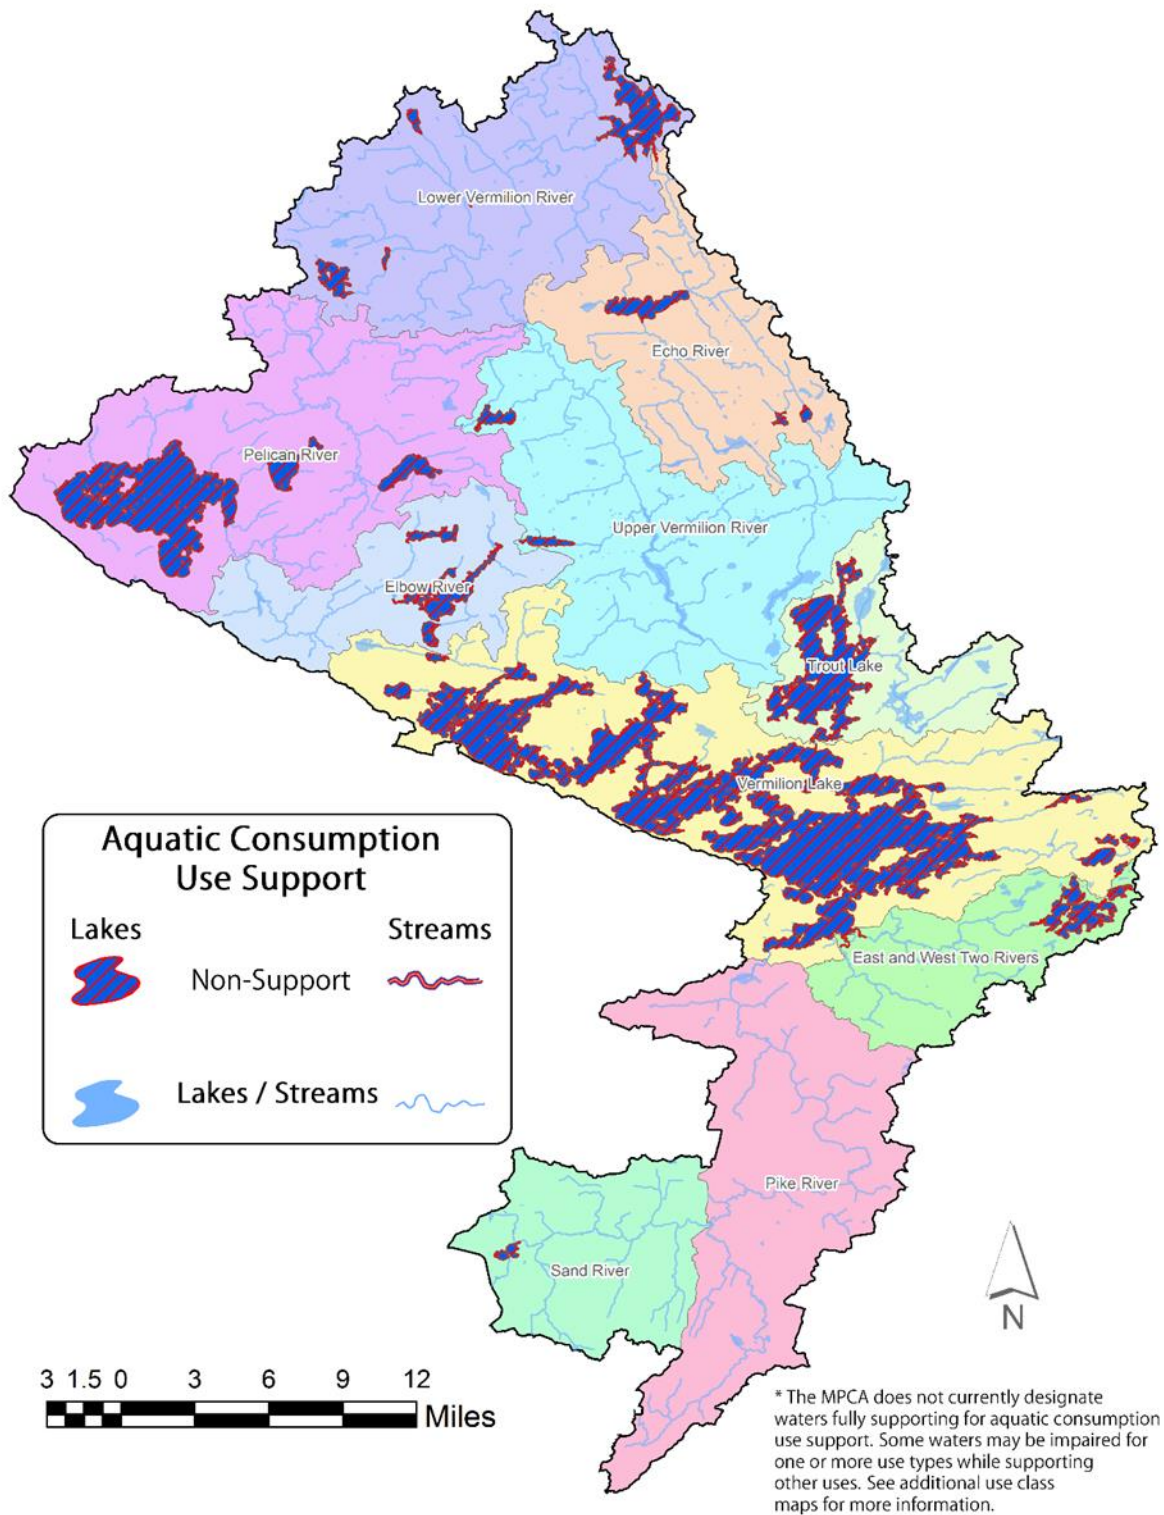 Lower Vermilion River
Echo River
Pelican River
Upper Vermilion River
Elbow River
Trout Lake
Vermilion Lake
Aquatic Consumption
Use Support
Lakes
Streams
Non-Support
Lakes / Streams
East and West Two Rivers
Pike River
Sand River
N
3 1.5 0 3 6 9 12
Miles
* The MPCA does not currently designate
waters fully supporting for aquatic consumption
use support. Some waters may be impaired for
one or more use types while supporting
other uses. See additional use class
maps for more information.